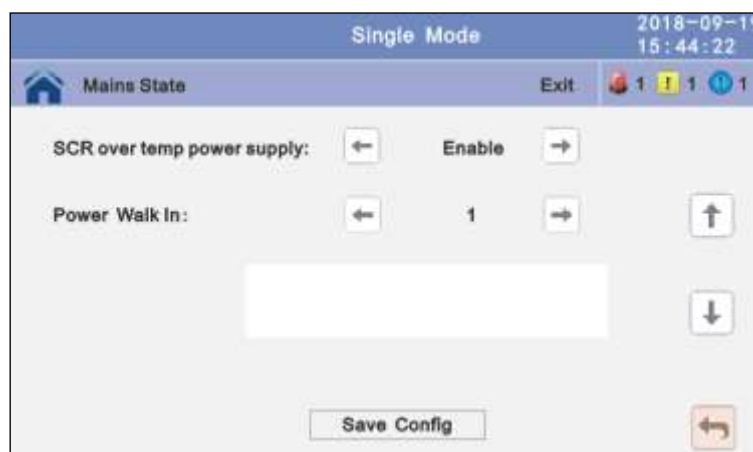 Single Mode
2018-09-19
15:44:22
Mains State
Exit
1
!
1
1
SCR over temp power supply:
←
Enable
→
Power Walk In:
←
1
→
↑
↓
Save Config